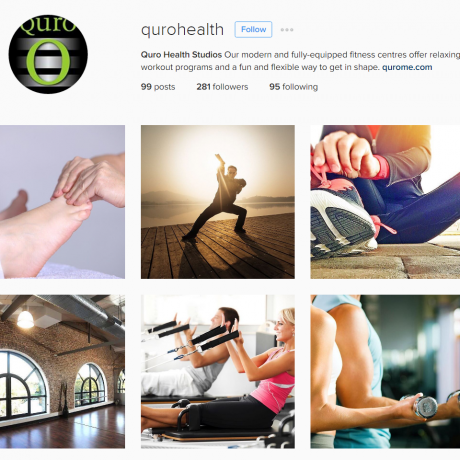 QURO
qurohealth Follow
Quro Health Studios Our modern and fully-equipped fitness centres offer relaxing
workout programs and a fun and flexible way to get in shape. qurome.com
99 posts 281 followers 95 following